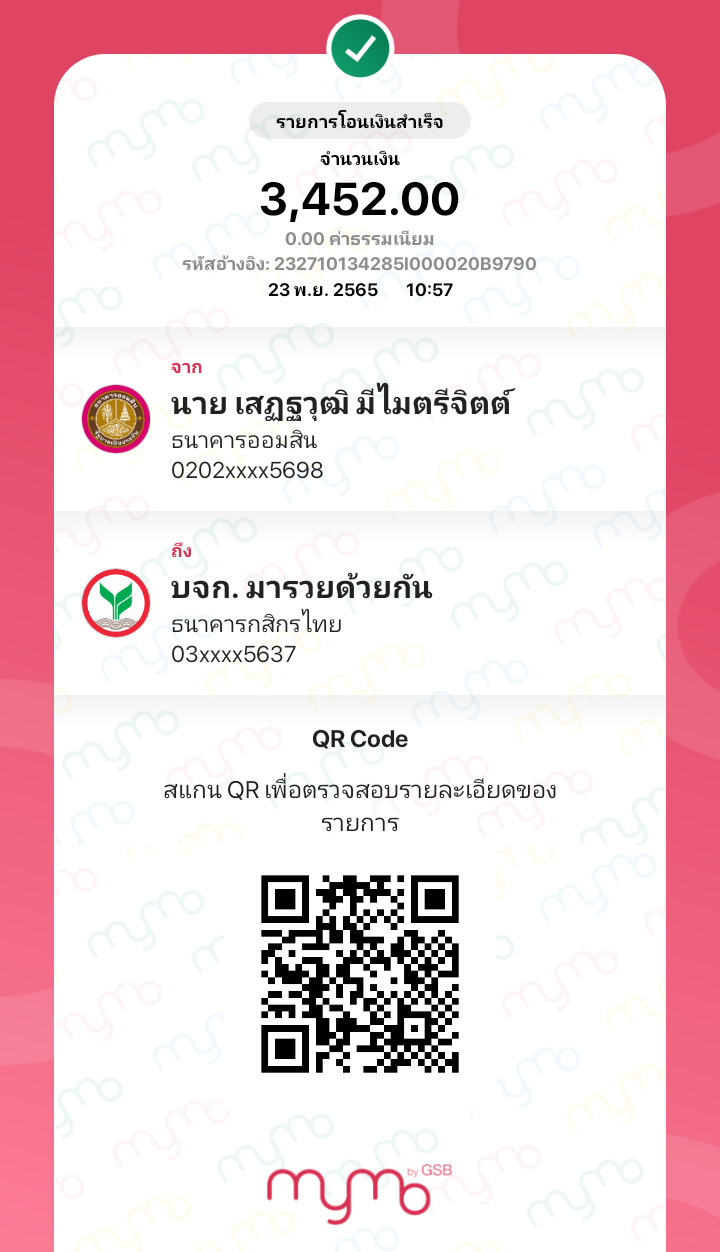 รายการโอนเงินสำเร็จ
จำนวนเงิน
3,452.00
0.00 ค่าธรรมเนียม
รหัสอ้างอิง: 232710134285I000020B9790
23 พ.ย. 2565 10:57
จาก
นาย เสฏฐวุฒิ มีไมตรีจิตต์
ธนาคารออมสิน
0202xxxx5698
ถึง
บจก. มารวยด้วยกัน
ธนาคารกสิกรไทย
03xxxx5637
QR Code
สแกน QR เพื่อตรวจสอบรายละเอียดของ
รายการ
mymo by GSB